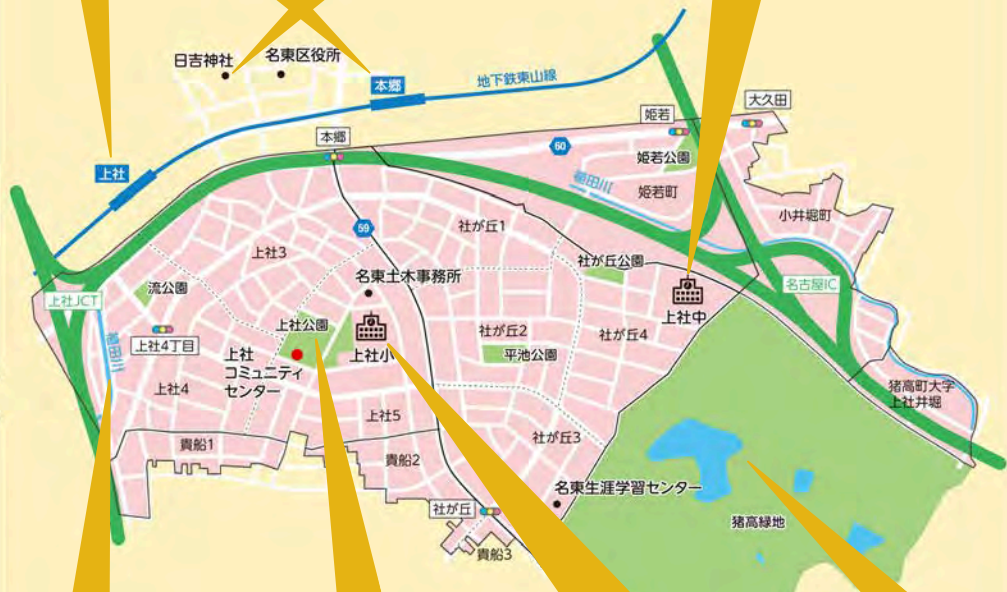 日吉神社
名東区役所
本郷
地下鉄東山線
大久田
姫若
本郷
60
姫若公園
上社
植田川
姫若町
小井堀町
社が丘1
59
上社3
社が丘公園
名東土木事務所
名古屋IC
流公園
上社JCT
上社中
上社公園
社が丘2
社が丘4
植田川
上社4丁目
上社小
平池公園
上社
コミュニティ
センター
上社4
猪高町大字
上社井堀
上社5
社が丘3
貴船1
貴船2
名東生涯学習センター
社が丘
猪高緑地
貴船3